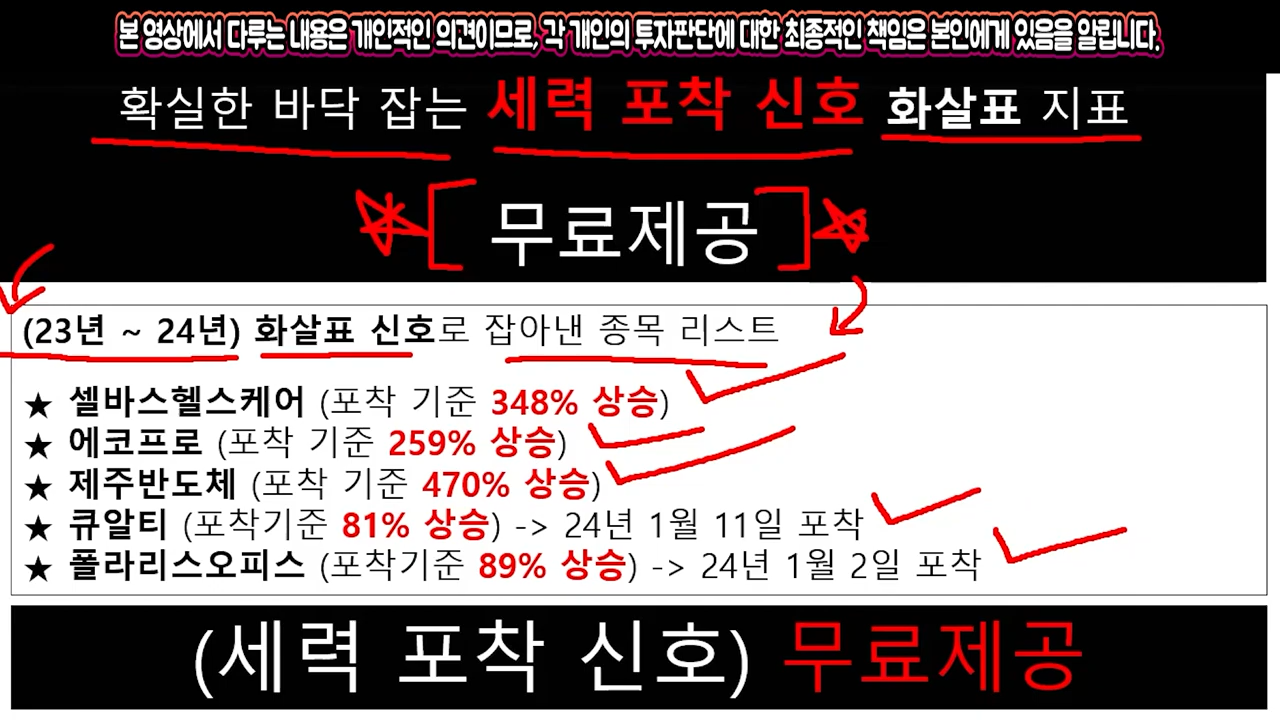 본 영상에서 다루는 내용은 개인적인 의견이므로, 각 개인의 투자판단에 대한 최종적인 책임은 본인에게 있음을 알립니다.
확실한 바닥 잡는 세력 포착 신호 화살표 지표
무료제공
(23년 ~ 24년) 화살표 신호로 잡아낸 종목 리스트
★ 셀바스헬스케어 (포착 기준 348% 상승)
★ 에코프로 (포착 기준 259% 상승)
★ 제주반도체 (포착 기준 470% 상승)
★ 큐알티 (포착기준 81% 상승) -> 24년 1월 11일 포착
★ 폴라리스오피스 (포착기준 89% 상승) -> 24년 1월 2일 포착
(세력 포착 신호) 무료제공